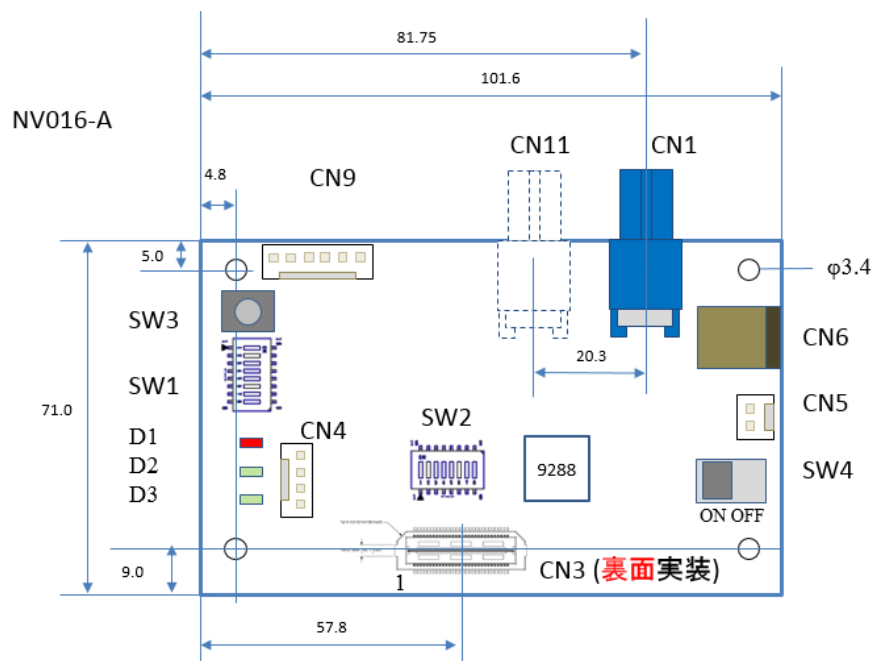 81.75
101.6
NV016-A
CN11
CN1
4.8
CN9
5.0
φ3.4
SW3
CN6
20.3
SW1
CN5
71.0
SW2
CN4
D1
D2
9288
SW4
D3
ON OFF
CN3 (裏面実装)
9.0
1
57.8